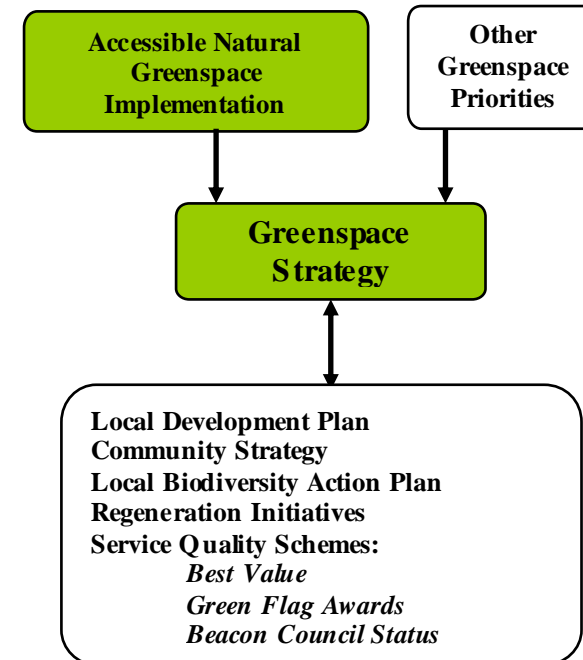 Accessible Natural
Greenspace
Implementation
Other
Greenspace
Priorities
Greenspace
Strategy
Local Development Plan
Community Strategy
Local Biodiversity Action Plan
Regeneration Initiatives
Service Quality Schemes:
Best Value
Green Flag Awards
Beacon Council Status